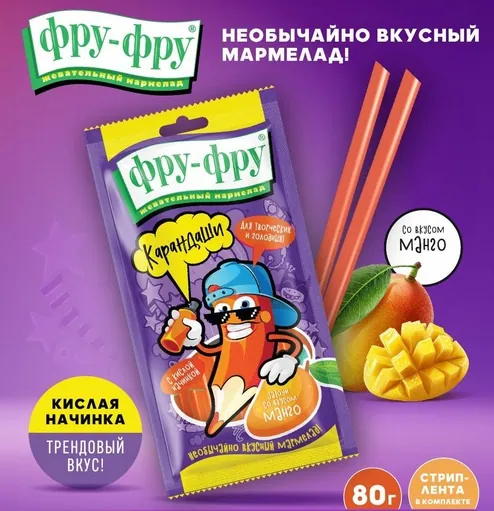 фру-фру®
жевательный мармелад
НЕОБЫЧАЙНО ВКУСНЫЙ
МАРМЕЛАД!
фру-фру®
жевательный мармелад
КАРАНДАШИ
ДЛЯ ТВОРЧЕСКИХ
И ГОЛОДНЫХ!
СО ВКУСОМ
МАНГО
С КИСЛОЙ
НАЧИНКОЙ
СО ВКУСОМ
МАНГО
НЕОБЫЧАЙНО ВКУСНЫЙ МАРМЕЛАД!
КИСЛАЯ
НАЧИНКА
ТРЕНДОВЫЙ
ВКУС!
80г
СТРИП-
ЛЕНТА
В КОМПЛЕКТЕ